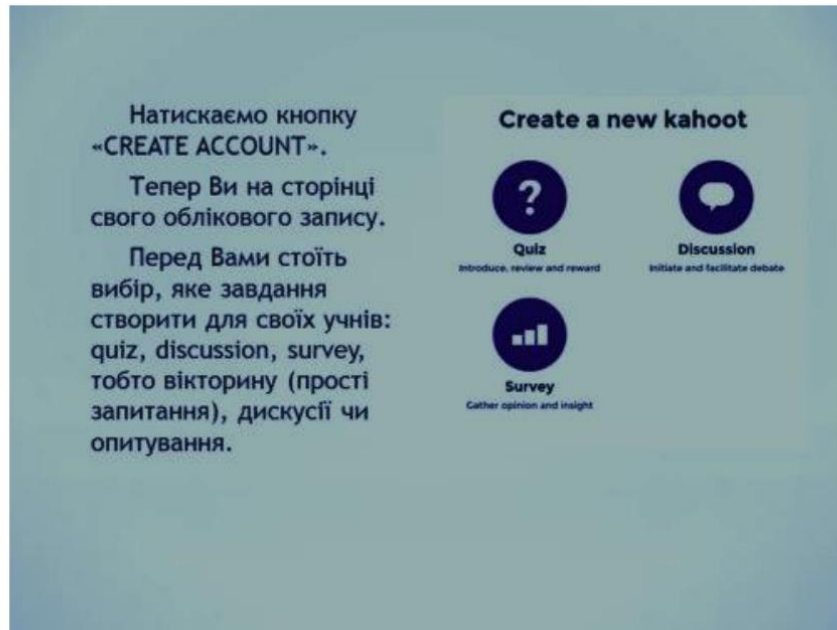 Натискаємо кнопку
«CREATE ACCOUNT».
Тепер Ви на сторінці
свого облікового запису.
Перед Вами стоїть
вибір, яке завдання
створити для своїх учнів:
quiz, discussion, survey,
тобто вікторину (прості
запитання), дискусії чи
опитування.
Create a new kahoot
?
Quiz
Introduce, review and reward
Discussion
Initiate and facilitate debate
Survey
Gather opinion and insight